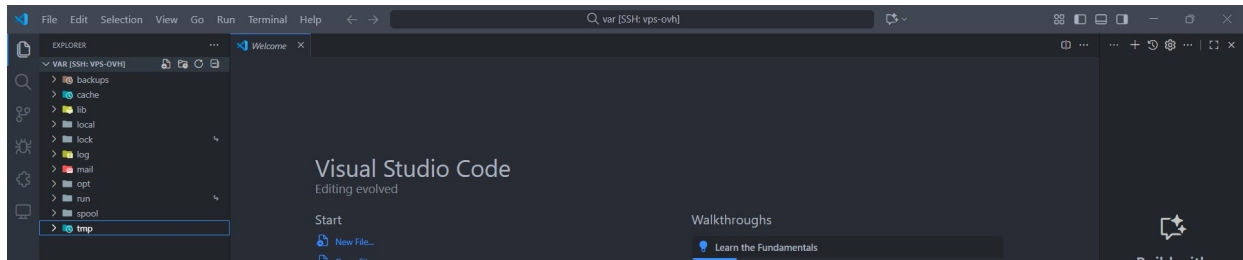 File Edit Selection View Go Run Terminal Help
var [SSH: vps-ovh]
EXPLORER
Welcome
VAR [SSH: VPS-OVH]
backups
cache
lib
local
lock
log
mail
opt
run
spool
tmp
Visual Studio Code
Editing evolved
Start
New File...
Walkthroughs
Learn the Fundamentals